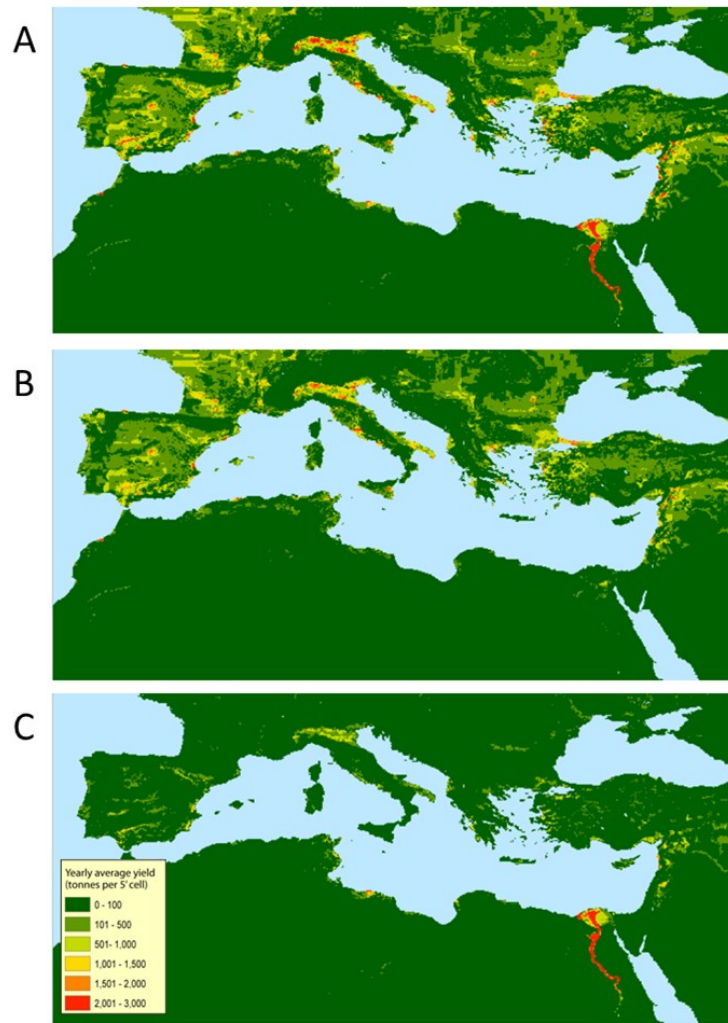 A
B
C
Yearly average yield
(tonnes per 5' cell)
0 - 100
101 - 500
501- 1,000
1,001 - 1,500
1,501 - 2,000
2,001 - 3,000